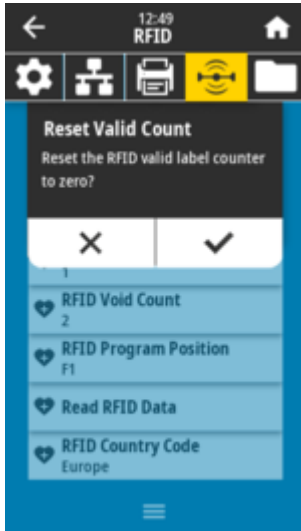 12:49
RFID
Reset Valid Count
Reset the RFID valid label counter
to zero?
1
RFID Void Count
2
RFID Program Position
F1
Read RFID Data
RFID Country Code
Europe